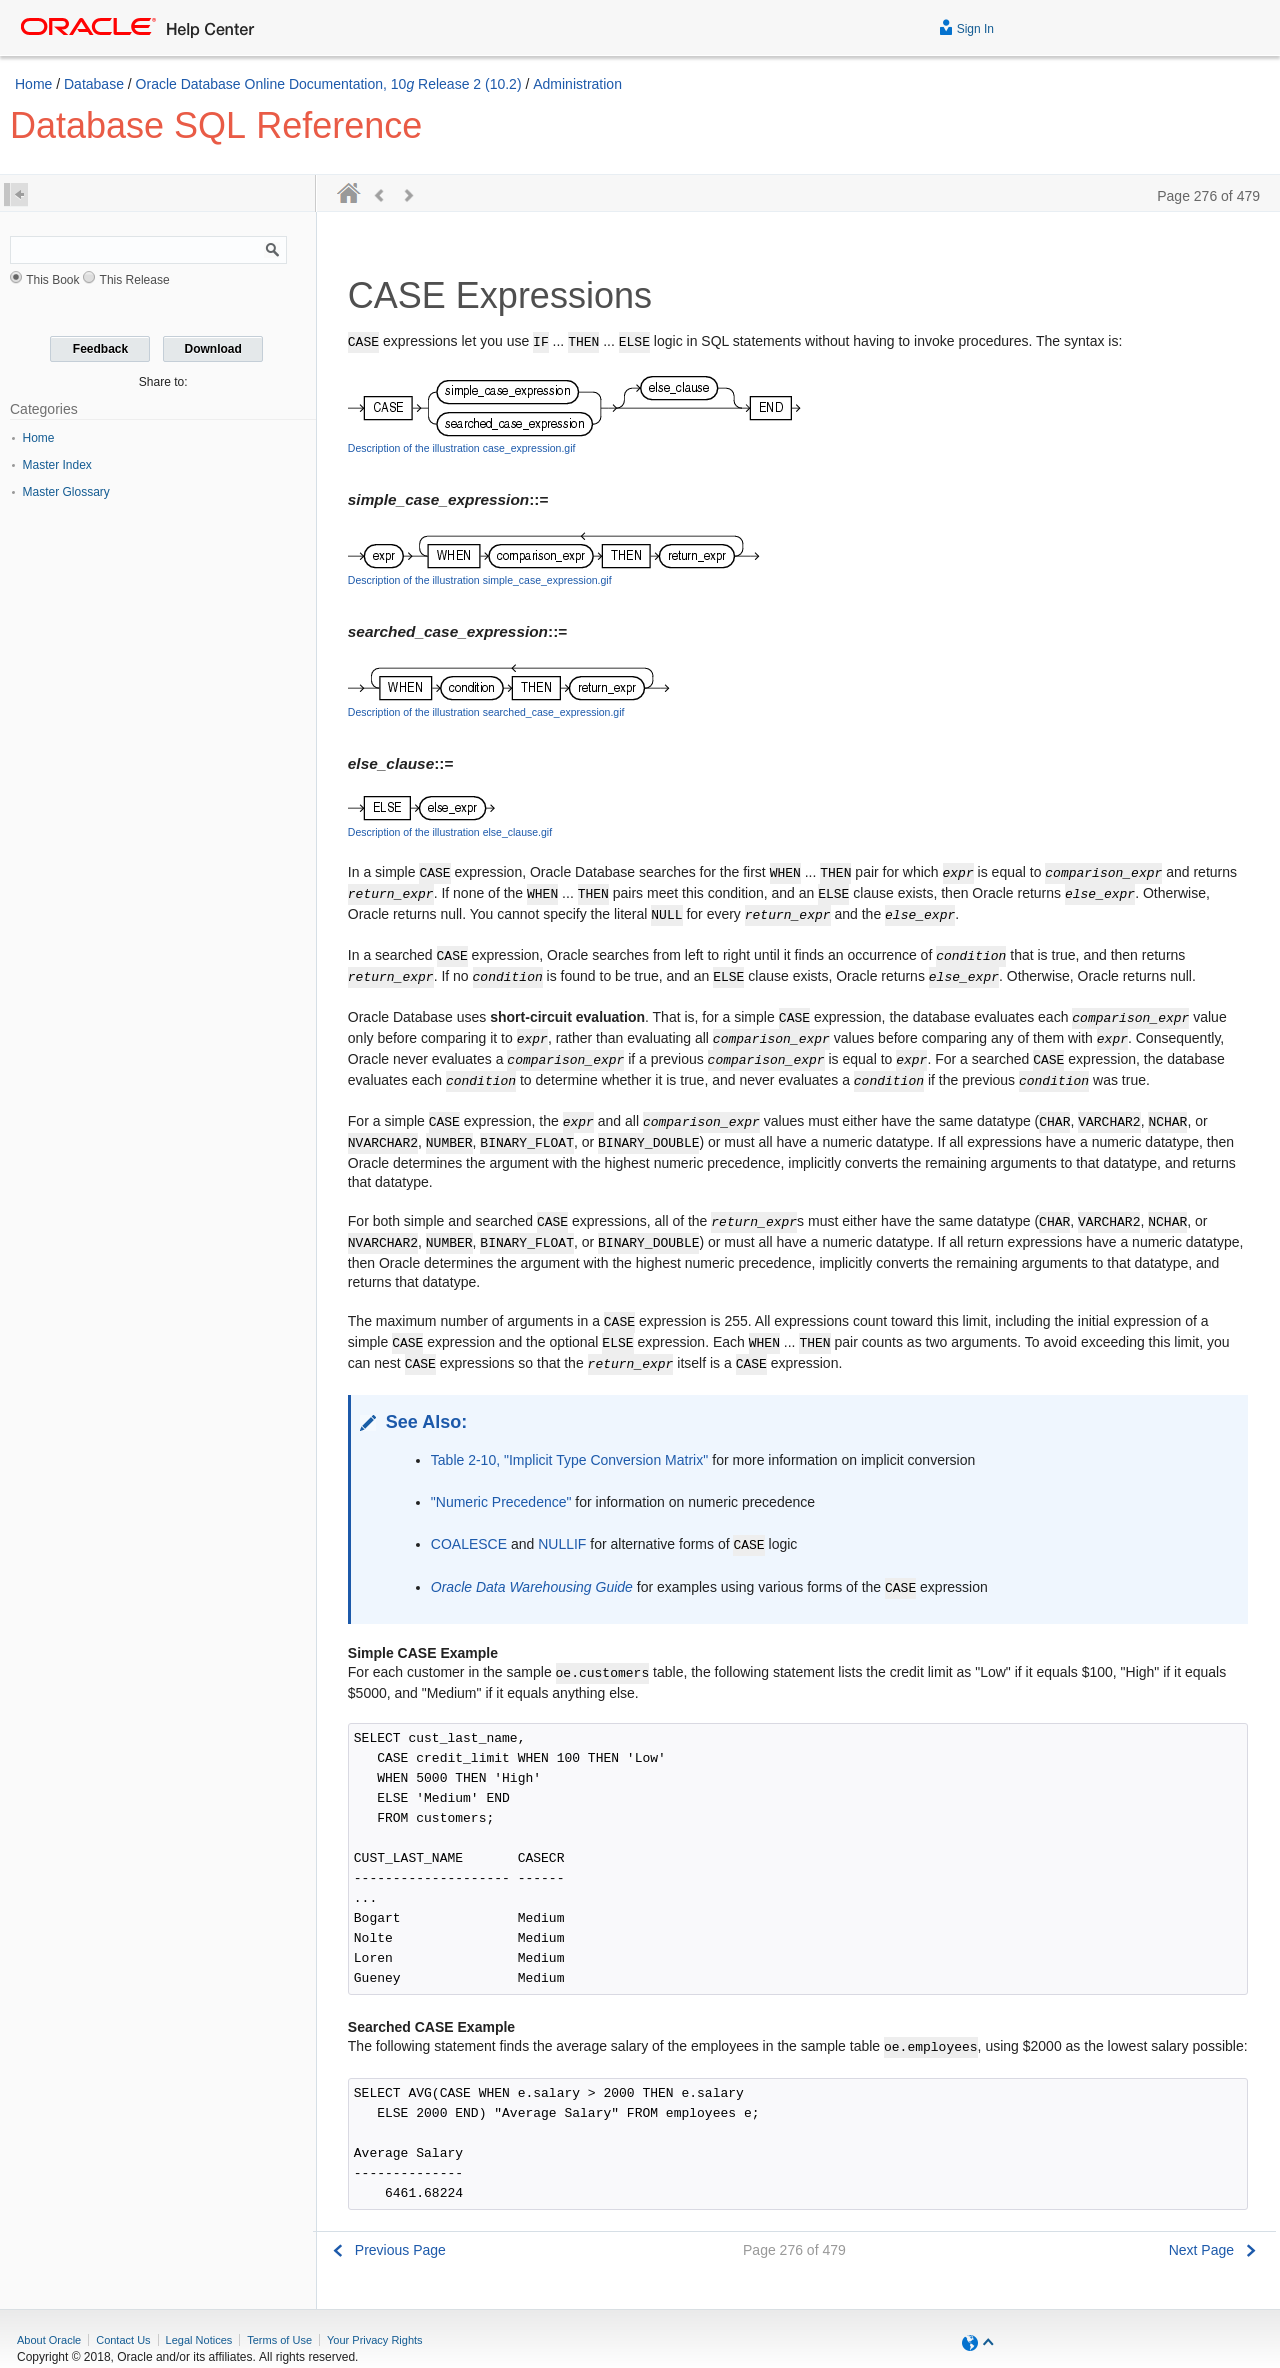 ORACLE® Help Center
Sign In
Home / Database / Oracle Database Online Documentation, 10g Release 2 (10.2) / Administration
Database SQL Reference
Page 276 of 479
This Book This Release
Feedback Download
Share to:
Categories
Home
Master Index
Master Glossary
CASE Expressions
CASE expressions let you use IF ... THEN ... ELSE logic in SQL statements without having to invoke procedures. The syntax is:
simple_case_expression else_clause
CASE END
searched_case_expression
Description of the illustration case_expression.gif
simple_case_expression::=
expr WHEN comparison_expr THEN return_expr
Description of the illustration simple_case_expression.gif
searched_case_expression::=
WHEN condition THEN return_expr
Description of the illustration searched_case_expression.gif
else_clause::=
ELSE else_expr
Description of the illustration else_clause.gif
In a simple CASE expression, Oracle Database searches for the first WHEN ... THEN pair for which expr is equal to comparison_expr and returns
return_expr. If none of the WHEN ... THEN pairs meet this condition, and an ELSE clause exists, then Oracle returns else_expr. Otherwise,
Oracle returns null. You cannot specify the literal NULL for every return_expr and the else_expr.
In a searched CASE expression, Oracle searches from left to right until it finds an occurrence of condition that is true, and then returns
return_expr. If no condition is found to be true, and an ELSE clause exists, Oracle returns else_expr. Otherwise, Oracle returns null.
Oracle Database uses short-circuit evaluation. That is, for a simple CASE expression, the database evaluates each comparison_expr value
only before comparing it to expr, rather than evaluating all comparison_expr values before comparing any of them with expr. Consequently,
Oracle never evaluates a comparison_expr if a previous comparison_expr is equal to expr. For a searched CASE expression, the database
evaluates each condition to determine whether it is true, and never evaluates a condition if the previous condition was true.
For a simple CASE expression, the expr and all comparison_expr values must either have the same datatype (CHAR, VARCHAR2, NCHAR, or
NVARCHAR2, NUMBER, BINARY_FLOAT, or BINARY_DOUBLE) or must all have a numeric datatype. If all expressions have a numeric datatype, then
Oracle determines the argument with the highest numeric precedence, implicitly converts the remaining arguments to that datatype, and returns
that datatype.
For both simple and searched CASE expressions, all of the return_exprs must either have the same datatype (CHAR, VARCHAR2, NCHAR, or
NVARCHAR2, NUMBER, BINARY_FLOAT, or BINARY_DOUBLE) or must all have a numeric datatype. If all return expressions have a numeric datatype,
then Oracle determines the argument with the highest numeric precedence, implicitly converts the remaining arguments to that datatype, and
returns that datatype.
The maximum number of arguments in a CASE expression is 255. All expressions count toward this limit, including the initial expression of a
simple CASE expression and the optional ELSE expression. Each WHEN ... THEN pair counts as two arguments. To avoid exceeding this limit, you
can nest CASE expressions so that the return_expr itself is a CASE expression.
See Also:
• Table 2-10, "Implicit Type Conversion Matrix" for more information on implicit conversion
• "Numeric Precedence" for information on numeric precedence
• COALESCE and NULLIF for alternative forms of CASE logic
• Oracle Data Warehousing Guide for examples using various forms of the CASE expression
Simple CASE Example
For each customer in the sample oe.customers table, the following statement lists the credit limit as "Low" if it equals $100, "High" if it equals
$5000, and "Medium" if it equals anything else.
SELECT cust_last_name,
   CASE credit_limit WHEN 100 THEN 'Low'
   WHEN 5000 THEN 'High'
   ELSE 'Medium' END
   FROM customers;
CUST_LAST_NAME       CASECR
-------------------- ------
...
Bogart               Medium
Nolte                Medium
Loren                Medium
Gueney               Medium
Searched CASE Example
The following statement finds the average salary of the employees in the sample table oe.employees, using $2000 as the lowest salary possible:
SELECT AVG(CASE WHEN e.salary > 2000 THEN e.salary
   ELSE 2000 END) "Average Salary" FROM employees e;
Average Salary
--------------
    6461.68224
Previous Page Page 276 of 479 Next Page
About Oracle | Contact Us | Legal Notices | Terms of Use | Your Privacy Rights
Copyright © 2018, Oracle and/or its affiliates. All rights reserved.